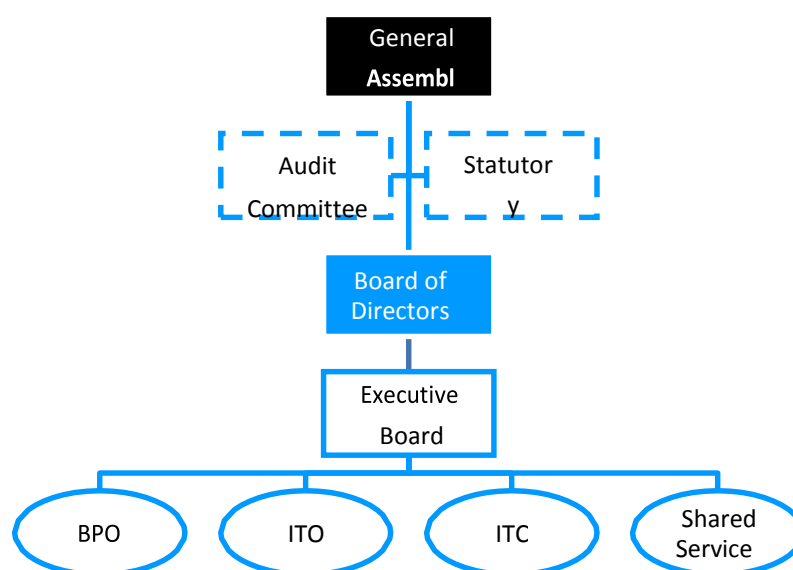 General
Assembl
Audit
Committee
Statutor
y
Board of
Directors
Executive
Board
BPO
ITO
ITC
Shared
Service